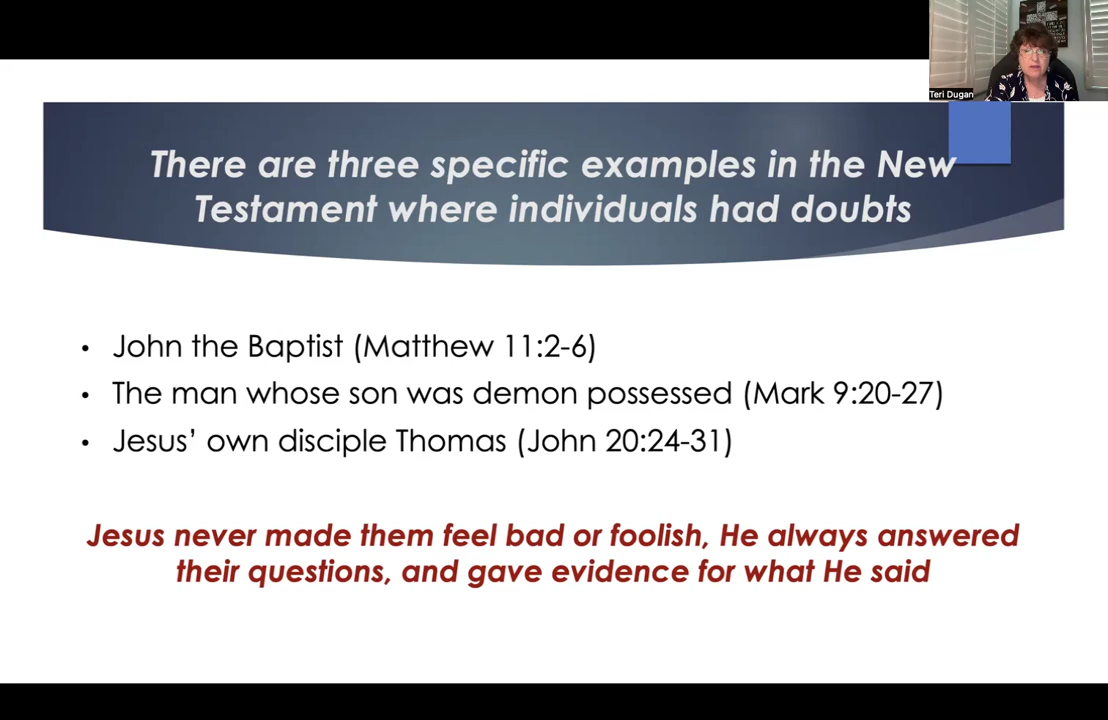 Teri Dugan
There are three specific examples in the New
Testament where individuals had doubts
• John the Baptist (Matthew 11:2-6)
• The man whose son was demon possessed (Mark 9:20-27)
• Jesus’ own disciple Thomas (John 20:24-31)
Jesus never made them feel bad or foolish, He always answered
their questions, and gave evidence for what He said